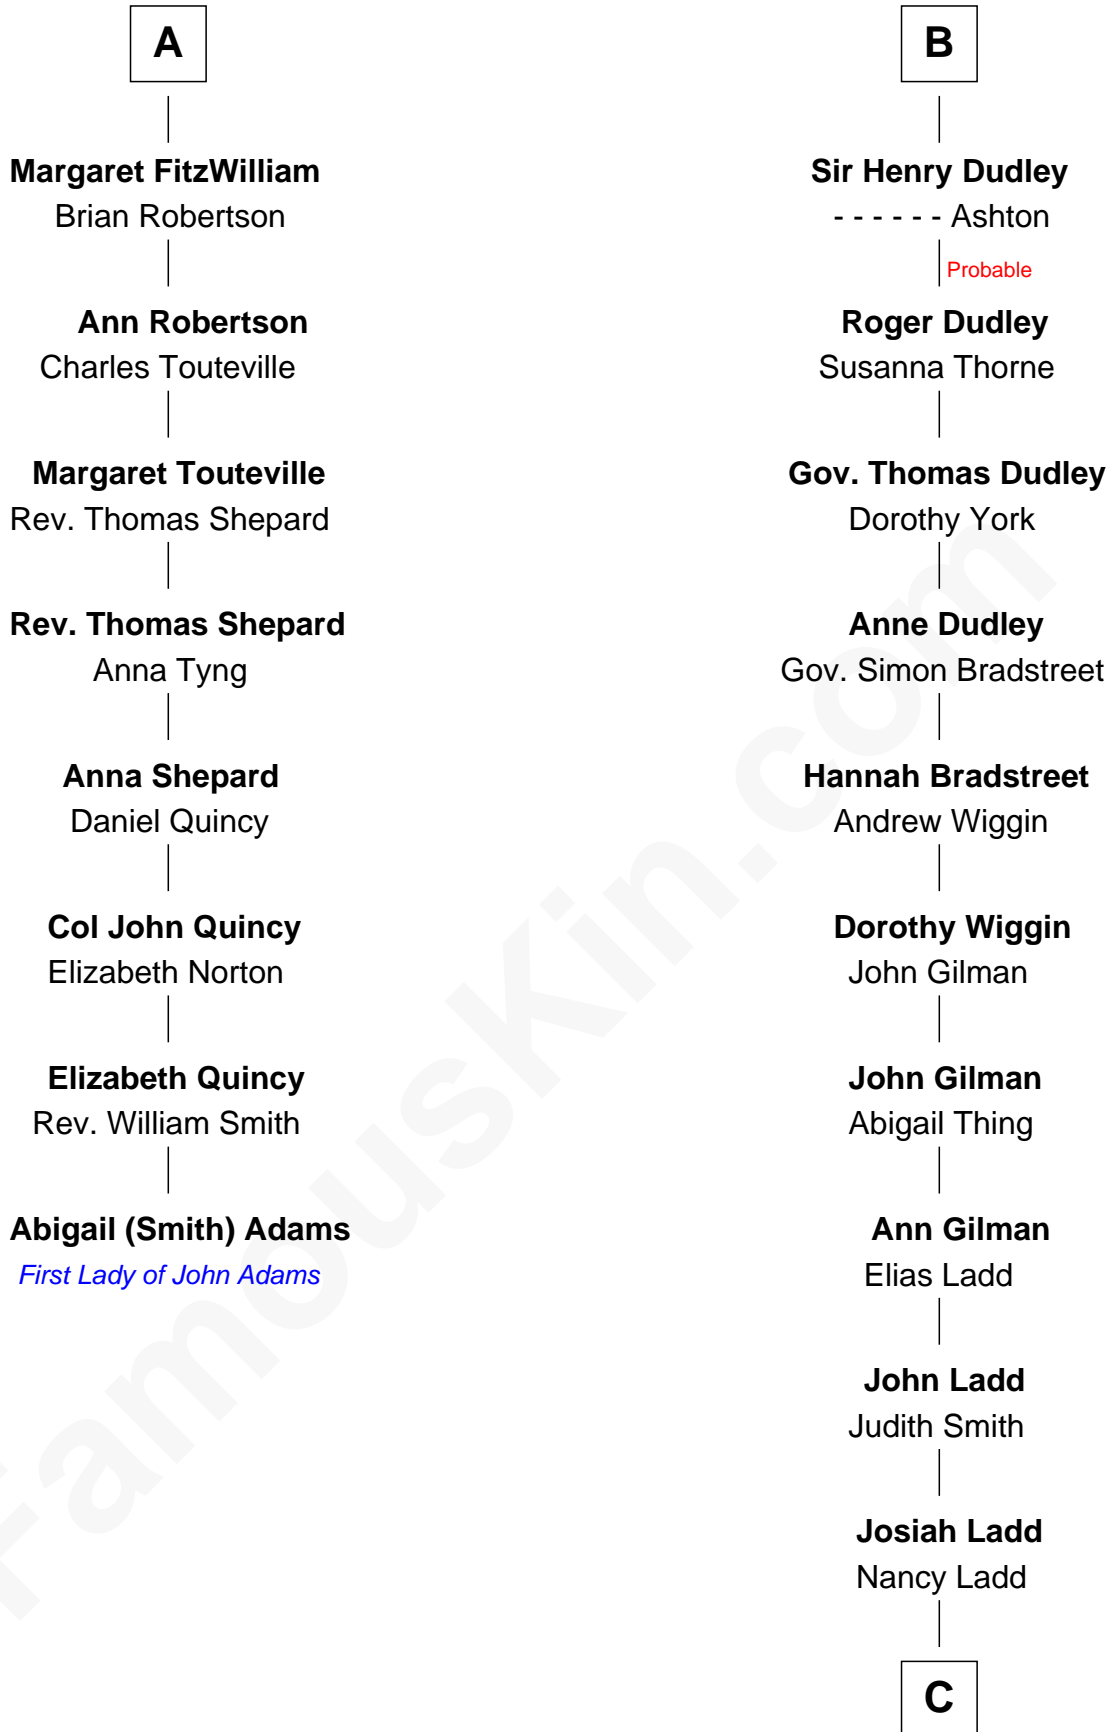 A
Margaret FitzWilliam
Brian Robertson
Ann Robertson
Charles Touteville
Margaret Touteville
Rev. Thomas Shepard
Rev. Thomas Shepard
Anna Tyng
Anna Shepard
Daniel Quincy
Col John Quincy
Elizabeth Norton
Elizabeth Quincy
Rev. William Smith
Abigail (Smith) Adams
First Lady of John Adams
B
Sir Henry Dudley
- - - - - - Ashton
Probable
Roger Dudley
Susanna Thorne
Gov. Thomas Dudley
Dorothy York
Anne Dudley
Gov. Simon Bradstreet
Hannah Bradstreet
Andrew Wiggin
Dorothy Wiggin
John Gilman
John Gilman
Abigail Thing
Ann Gilman
Elias Ladd
John Ladd
Judith Smith
Josiah Ladd
Nancy Ladd
C
FamousKin.com